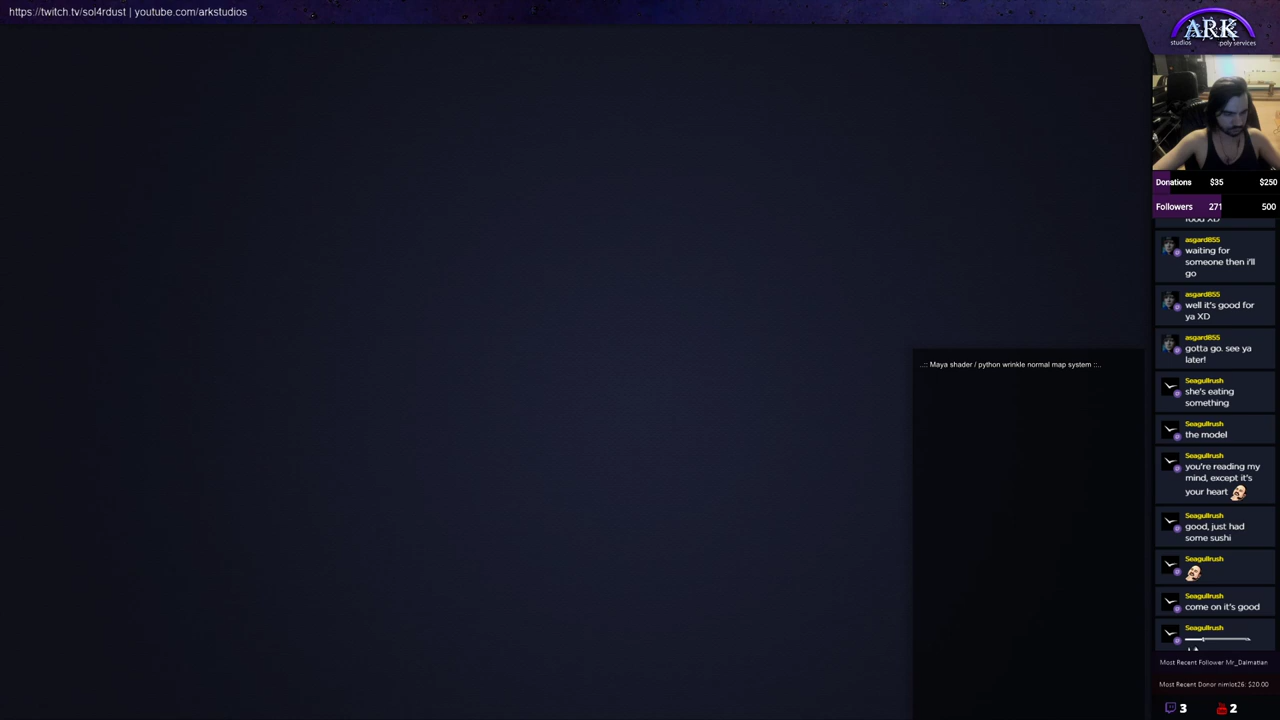 https://twitch.tv/sol4rdust | youtube.com/arkstudios
ARK
studios
poly services
Donations $35 $250
Followers 271 500
food XD
asgard855
waiting for
someone then i'll
go
asgard855
well it's good for
ya XD
asgard855
gotta go. see ya
later!
..:: Maya shader / python wrinkle normal map system ::..
Seagullrush
she's eating
something
Seagullrush
the model
Seagullrush
you're reading my
mind, except it's
your heart
Seagullrush
good, just had
some sushi
Seagullrush
Seagullrush
come on it's good
Seagullrush
Most Recent Follower Mr_Dalmatian
Most Recent Donor nimlot26: $20.00
3 2